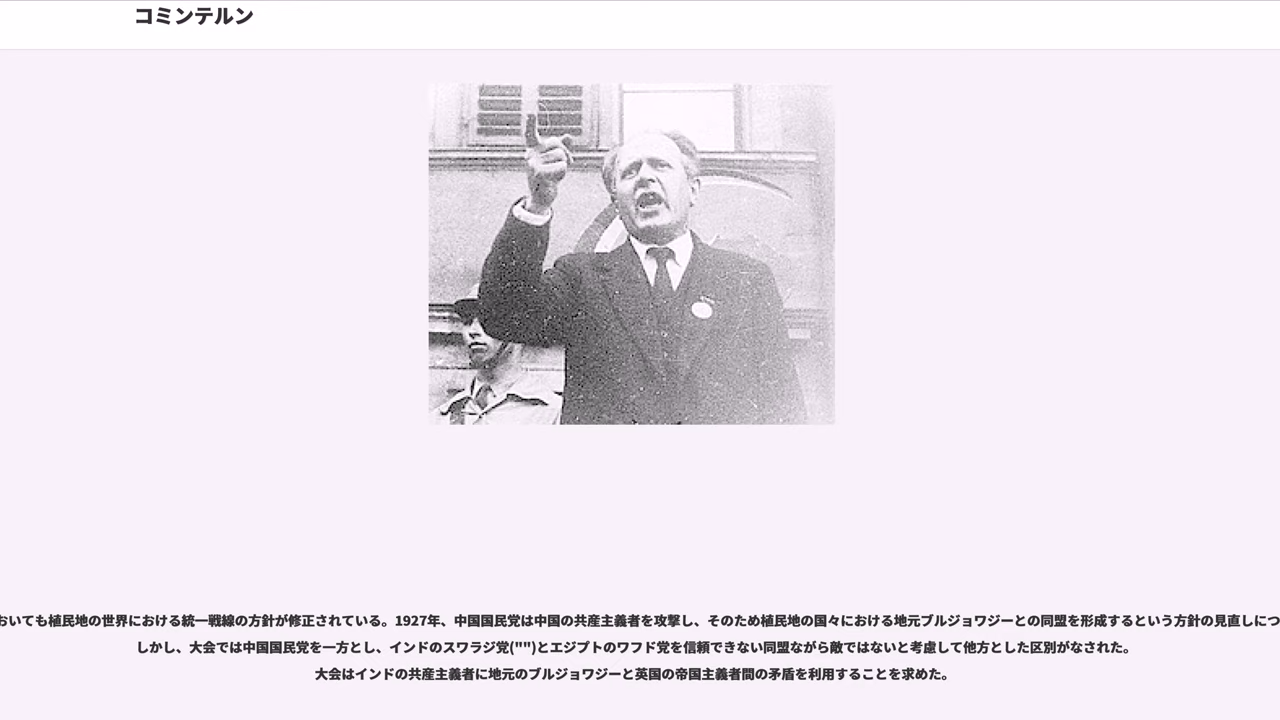 コミンテルン
おいても植民地の世界における統一戦線の方針が修正されている。1927年、中国国民党は中国の共産主義者を攻撃し、そのため植民地の国々における地元ブルジョワジーとの同盟を形成するという方針の見直しにつ
しかし、大会では中国国民党を一方とし、インドのスワラジ党("")とエジプトのワフド党を信頼できない同盟ながら敵ではないと考慮して他方とした区別がなされた。
大会はインドの共産主義者に地元のブルジョワジーと英国の帝国主義者間の矛盾を利用することを求めた。